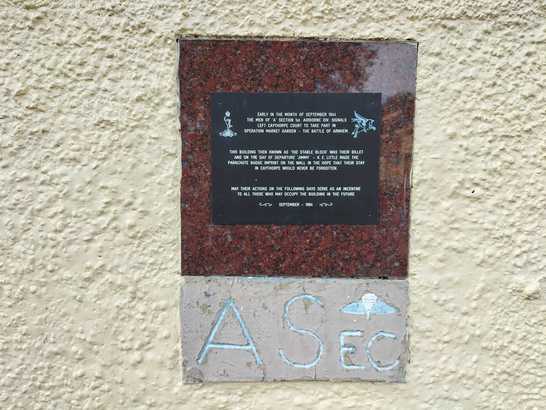 EARLY IN THE MONTH OF SEPTEMBER 1944
THE MEN OF 'A' SECTION 1st AIRBORNE DIV. SIGNALS
LEFT CAYTHORPE COURT TO TAKE PART IN
OPERATION MARKET GARDEN - THE BATTLE OF ARNHEM
THIS BUILDING THEN KNOWN AS 'THE STABLE BLOCK' WAS THEIR BILLET
AND ON THE DAY OF DEPARTURE 'JIMMY' - K. E. LITTLE MADE THE
PARACHUTE BADGE IMPRINT ON THE WALL IN THE HOPE THAT THEIR STAY
IN CAYTHORPE WOULD NEVER BE FORGOTTEN.
MAY THEIR ACTIONS ON THE FOLLOWING DAYS SERVE AS AN INCENTIVE
TO ALL THOSE WHO MAY OCCUPY THE BUILDING IN THE FUTURE
SEPTEMBER - 1984
A SEC